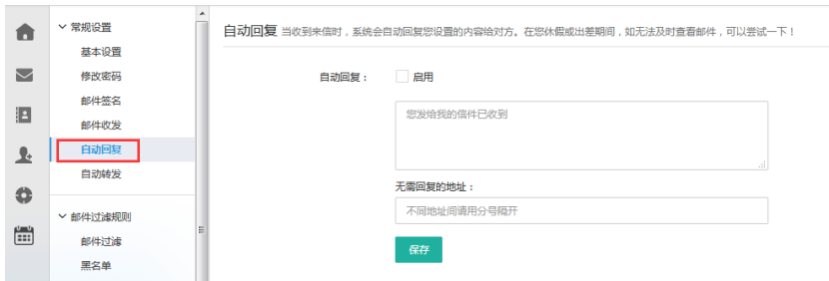 常规设置
基本设置
修改密码
邮件签名
邮件收发
自动回复
自动转发
邮件过滤规则
邮件过滤
黑名单
自动回复 当收到来信时，系统会自动回复您设置的内容给对方。在您休假或出差期间，如无法及时查看邮件，可以尝试一下！
自动回复： 启用
您发给我的信件已收到
无需回复的地址：
不同地址间请用分号隔开
保存